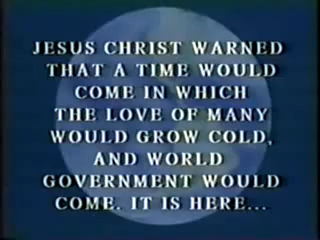 JESUS CHRIST WARNED
THAT A TIME WOULD
COME IN WHICH
THE LOVE OF MANY
WOULD GROW COLD,
AND WORLD
GOVERNMENT WOULD
COME. IT IS HERE...